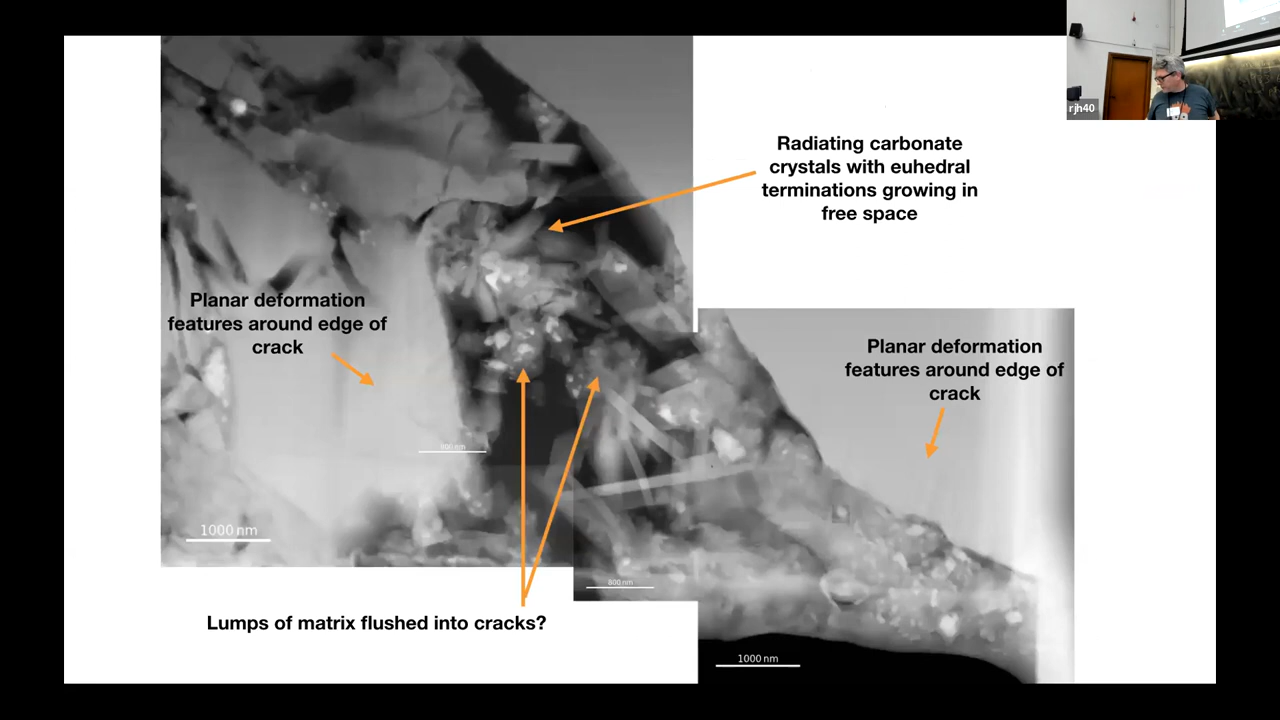 rjh40
Radiating carbonate
crystals with euhedral
terminations growing in
free space
Planar deformation
features around edge of
crack
Planar deformation
features around edge of
crack
1000 nm
600 nm
1000 nm
Lumps of matrix flushed into cracks?